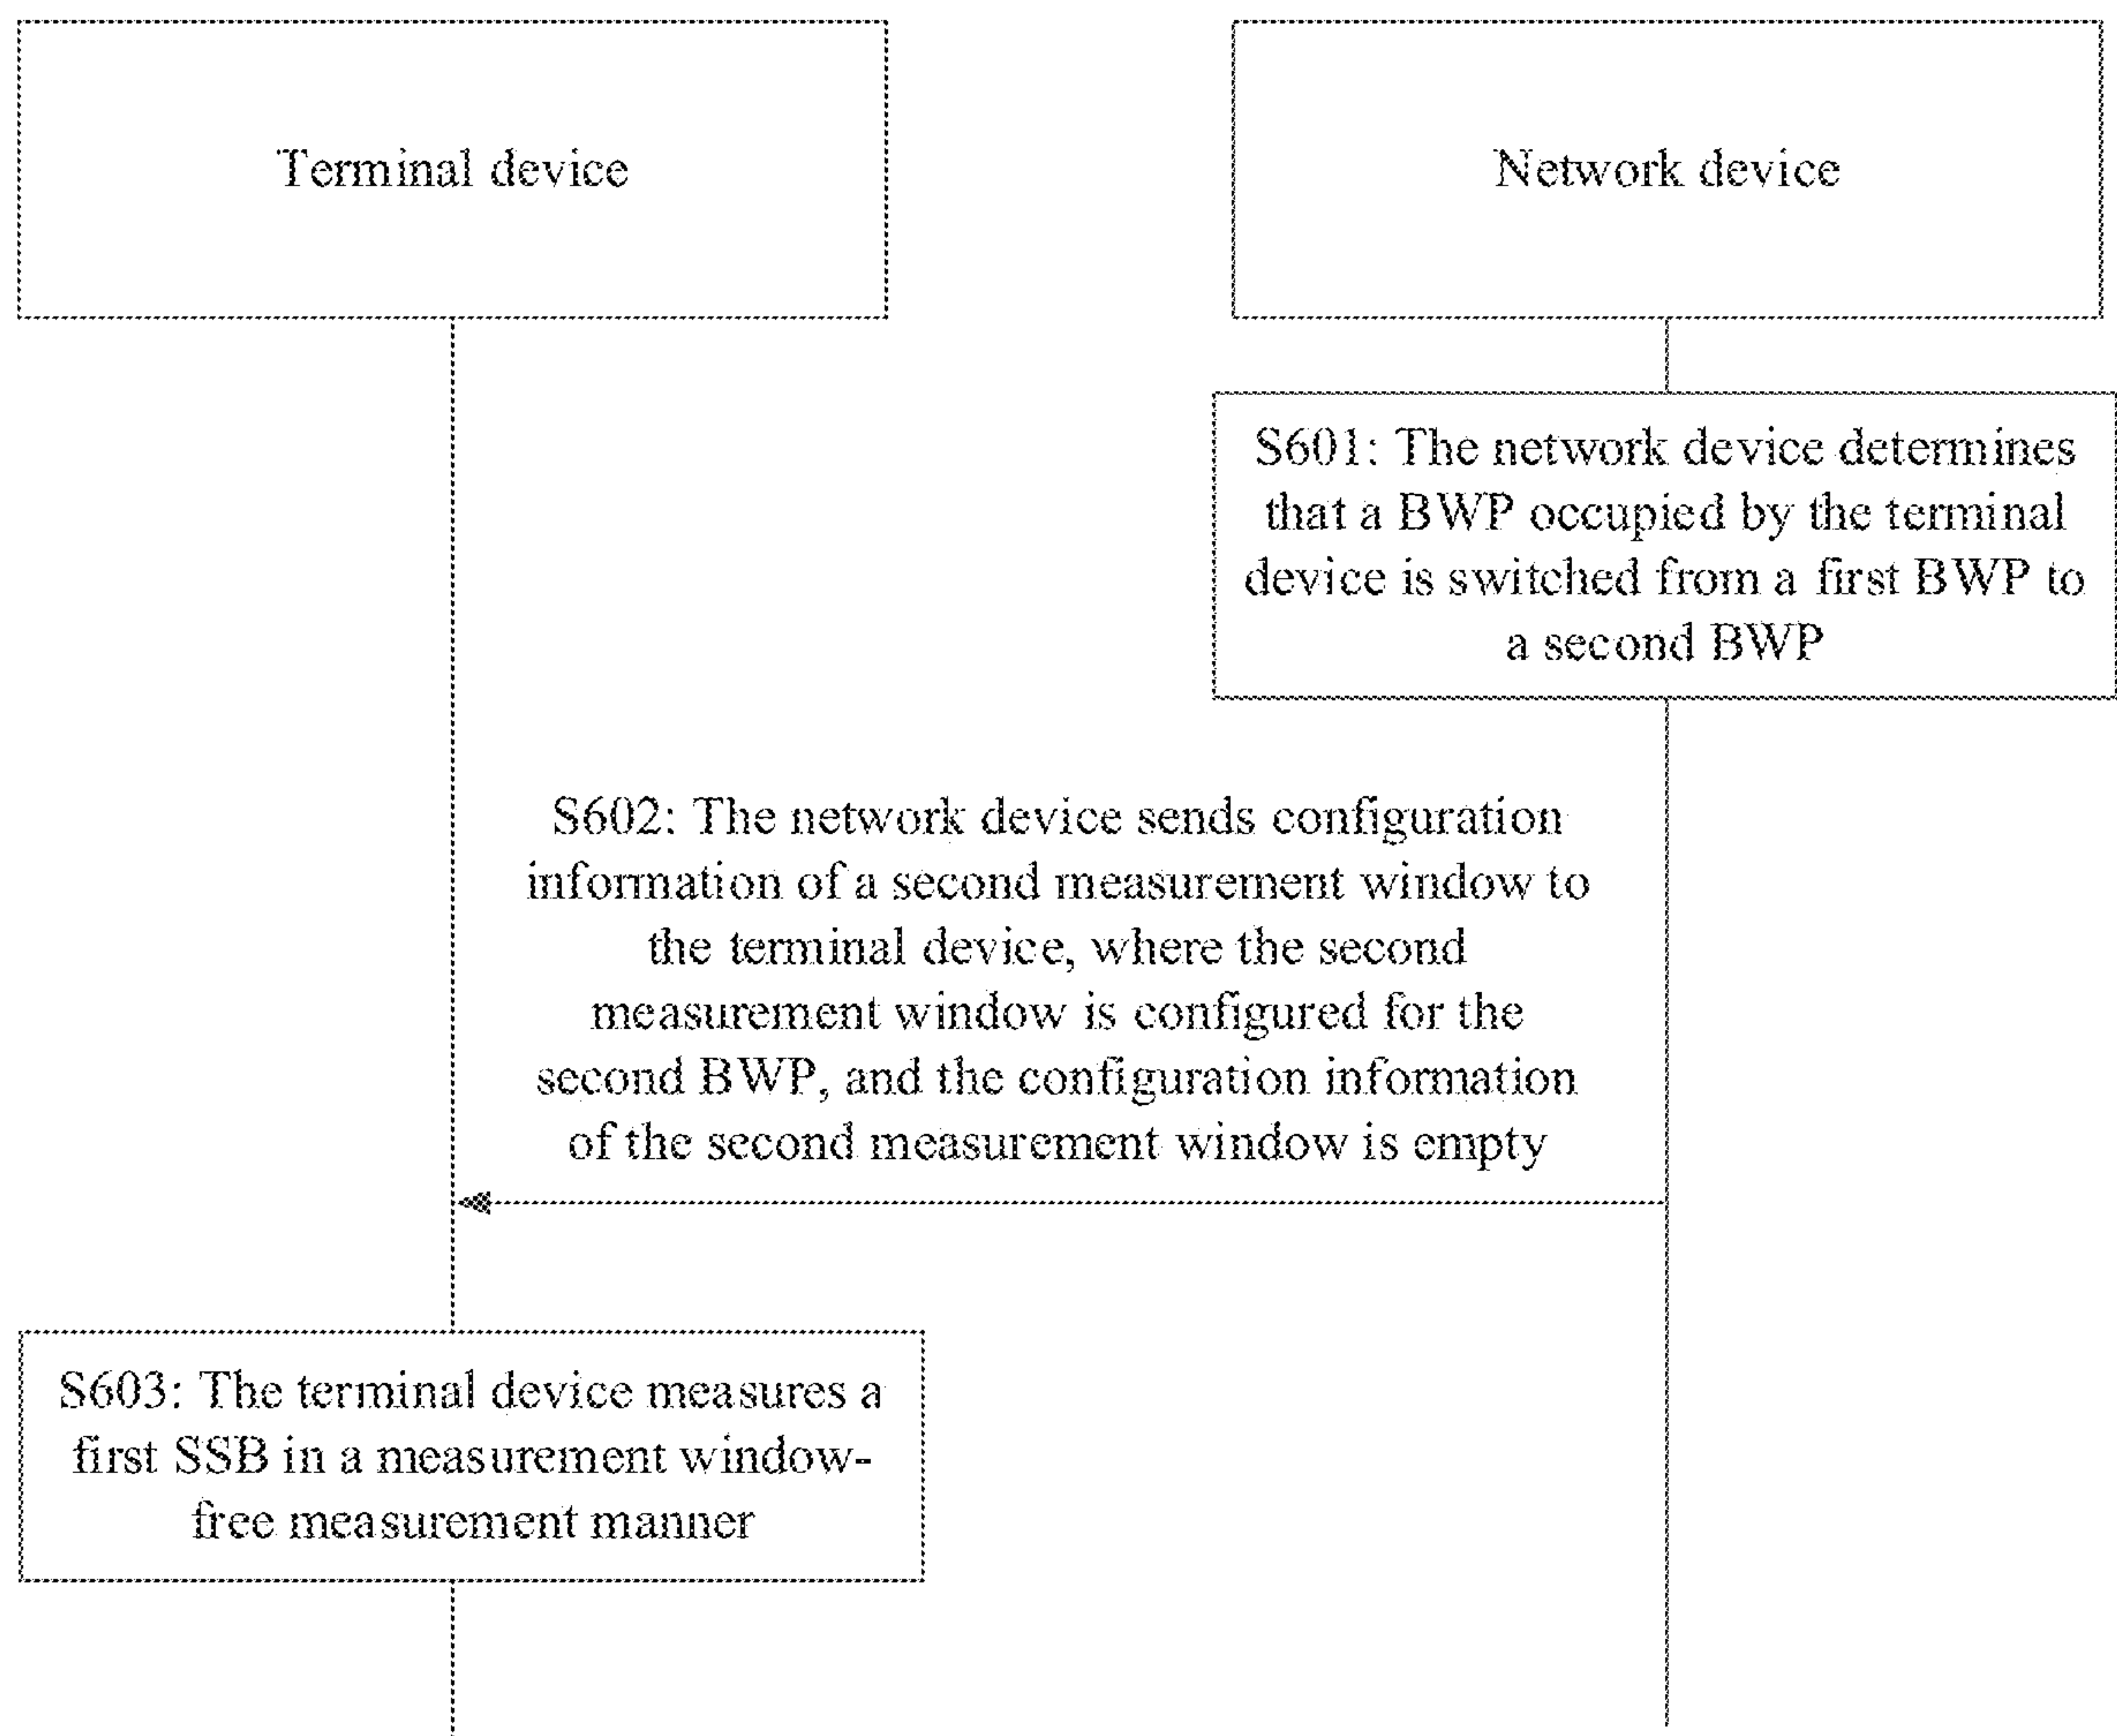 Terminal device
Network device
S601: The network device determines
that a BWP occupied by the terminal
device is switched from a first BWP to
a second BWP
S602: The network device sends configuration
information of a second measurement window to
the terminal device, where the second
measurement window is configured for the
second BWP, and the configuration information
of the second measurement window is empty
S603: The terminal device measures a
first SSB in a measurement window-
free measurement manner